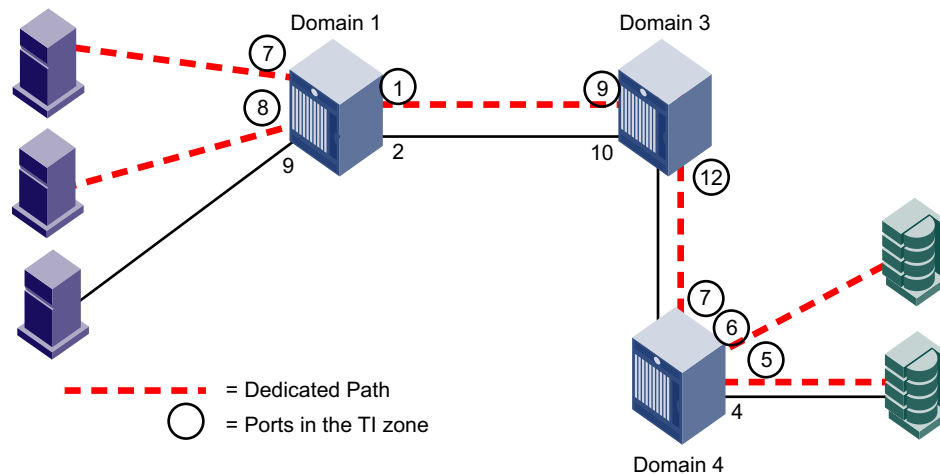 Domain 1
Domain 3
7
1
9
8
9
2
10
12
7
6
5
4
= Dedicated Path
= Ports in the TI zone
Domain 4